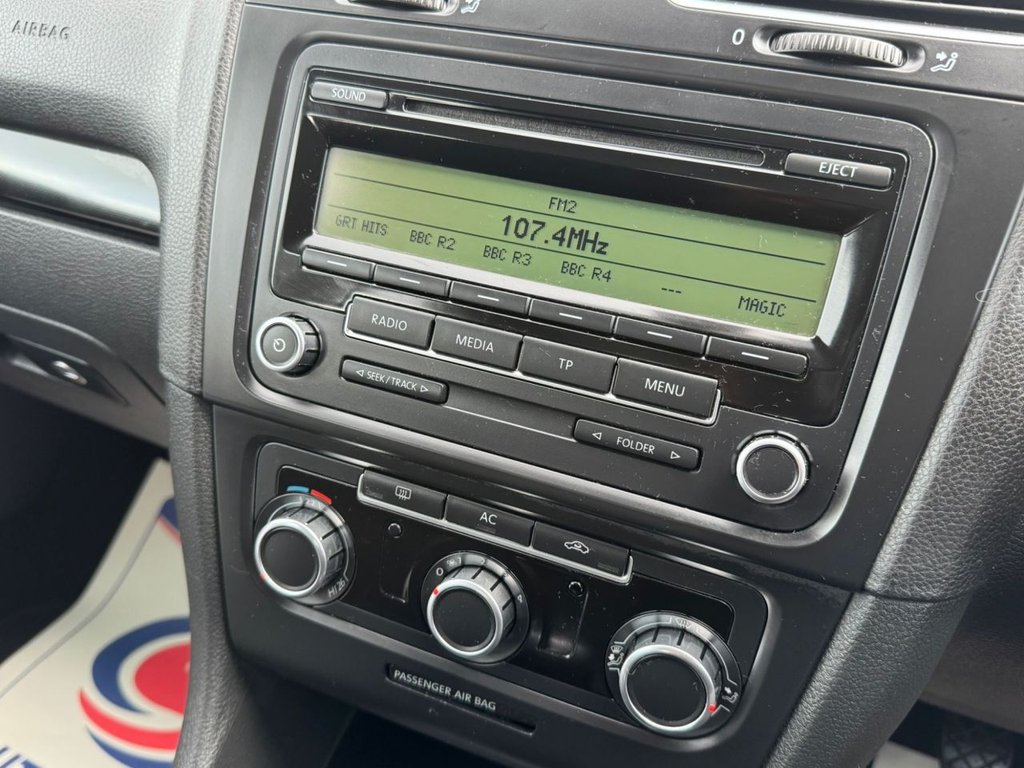 AIRBAG
0
SOUND
EJECT
FM2
107.4MHz
GRT HITS BBC R2 BBC R3 BBC R4 --- MAGIC
RADIO MEDIA TP MENU
◁ SEEK/TRACK ▷
◁ FOLDER ▷
AC
PASSENGER AIR BAG